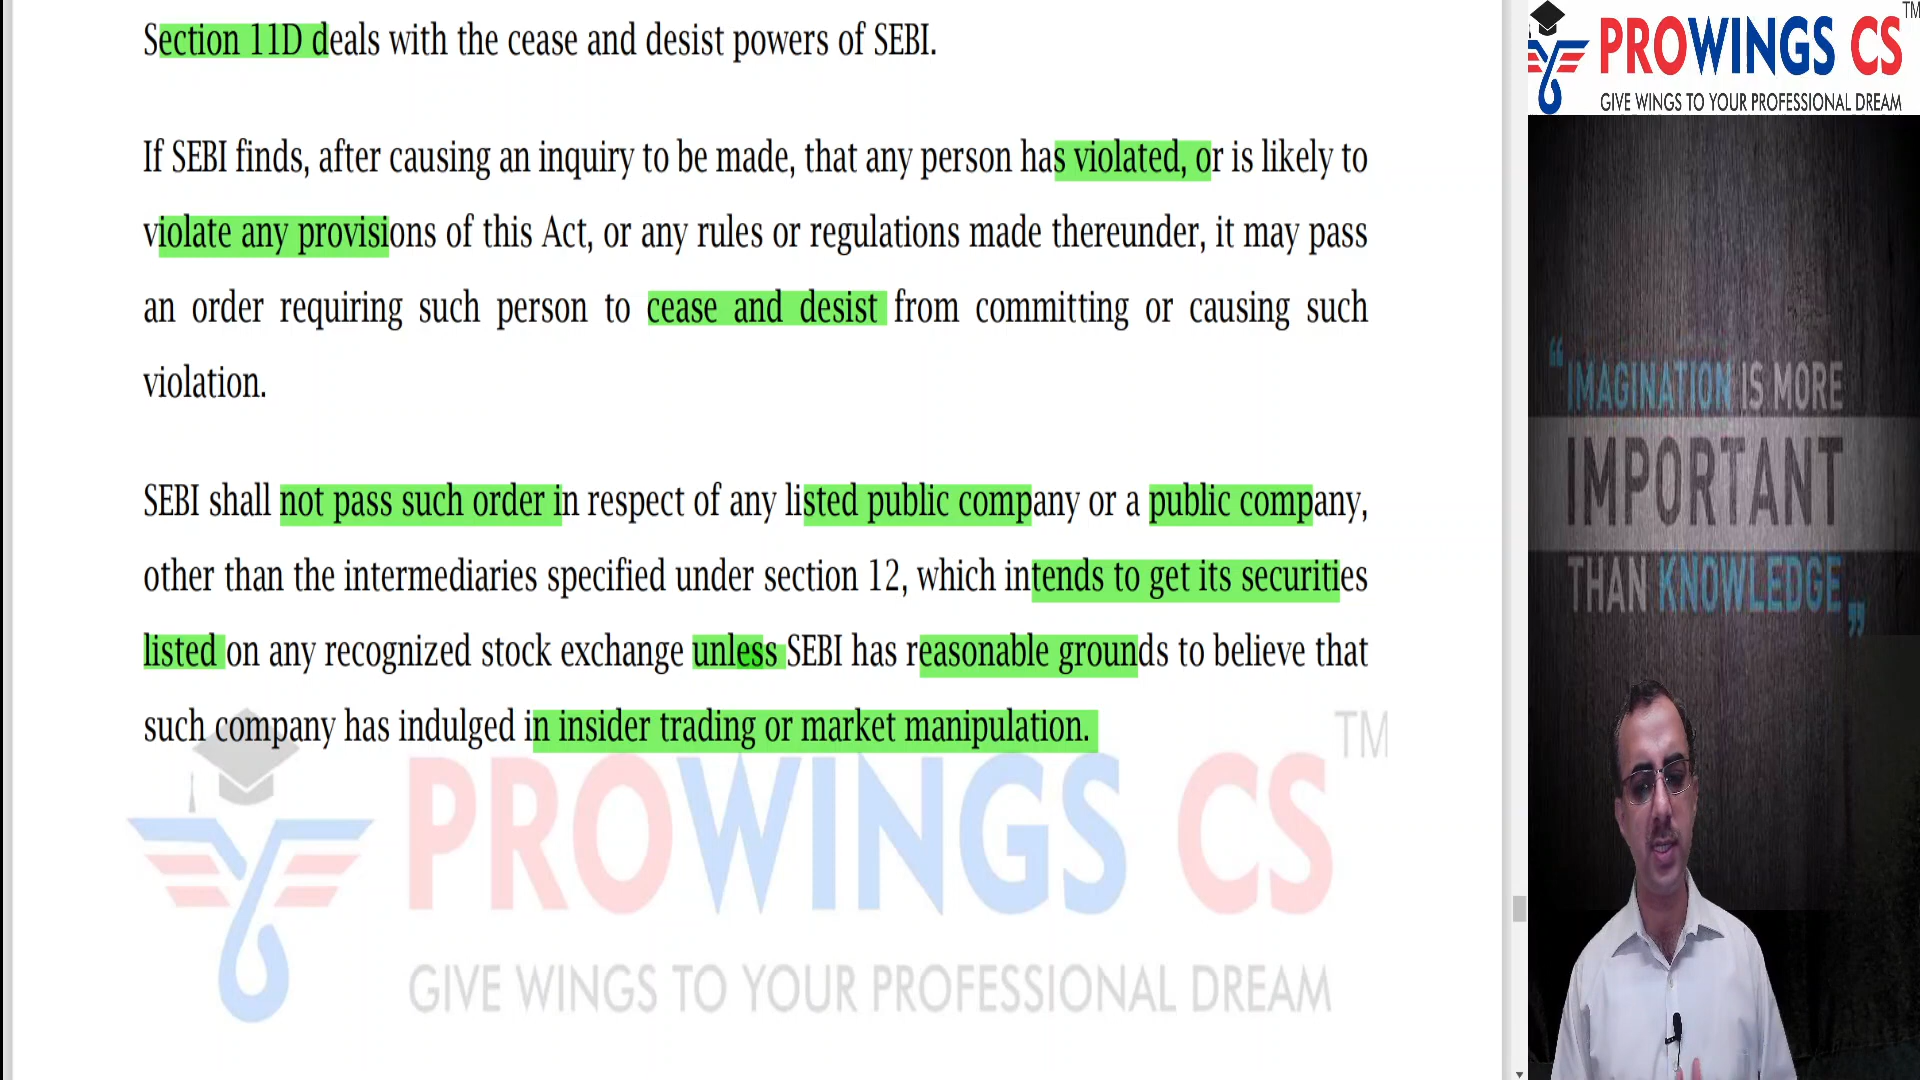 Section 11D deals with the cease and desist powers of SEBI.
If SEBI finds, after causing an inquiry to be made, that any person has violated, or is likely to
violate any provisions of this Act, or any rules or regulations made thereunder, it may pass
an order requiring such person to cease and desist from committing or causing such
violation.
SEBI shall not pass such order in respect of any listed public company or a public company,
other than the intermediaries specified under section 12, which intends to get its securities
listed on any recognized stock exchange unless SEBI has reasonable grounds to believe that
such company has indulged in insider trading or market manipulation.
PROWINGS CS TM
GIVE WINGS TO YOUR PROFESSIONAL DREAM
PROWINGS CS TM
GIVE WINGS TO YOUR PROFESSIONAL DREAM
“IMAGINATION IS MORE
IMPORTANT
THAN KNOWLEDGE„